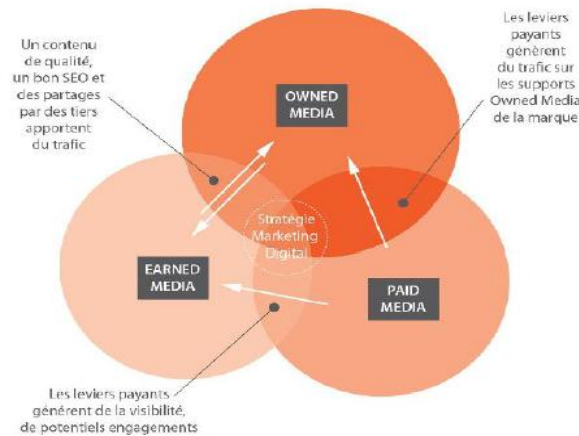 Un contenu
de qualité,
un bon SEO et
des partages
par des tiers
apportent
du trafic
Les leviers
payants
génèrent
du trafic sur
les supports
Owned Media
de la marque
OWNED
MEDIA
Stratégie
Marketing
Digital
EARNED
MEDIA
PAID
MEDIA
Les leviers payants
générent de la visibilité,
de potentiels engagements